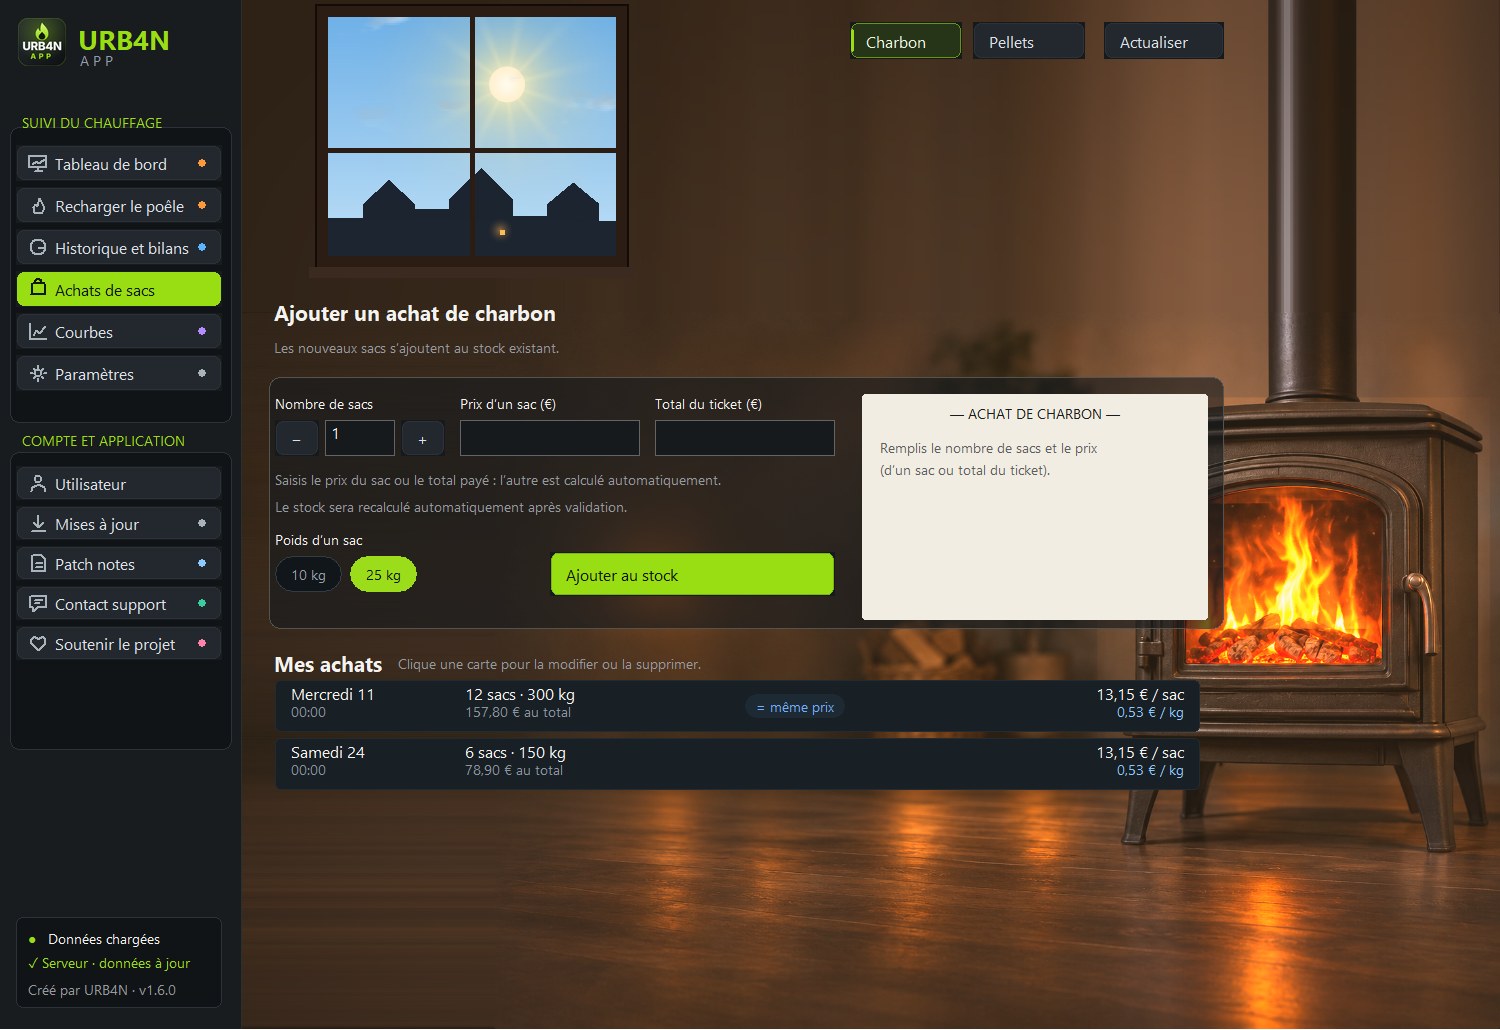 URB4N
APP
URB4N
APP
SUIVI DU CHAUFFAGE
Tableau de bord
Recharger le poêle
Historique et bilans
Achats de sacs
Courbes
Paramètres
COMPTE ET APPLICATION
Utilisateur
Mises à jour
Patch notes
Contact support
Soutenir le projet
● Données chargées
✓ Serveur · données à jour
Créé par URB4N · v1.6.0
Charbon
Pellets
Actualiser
Ajouter un achat de charbon
Les nouveaux sacs s’ajoutent au stock existant.
Nombre de sacs
Prix d’un sac (€)
Total du ticket (€)
– 1 +
Saisis le prix du sac ou le total payé : l’autre est calculé automatiquement.
Le stock sera recalculé automatiquement après validation.
Poids d’un sac
10 kg
25 kg
Ajouter au stock
— ACHAT DE CHARBON —
Remplis le nombre de sacs et le prix
(d’un sac ou total du ticket).
Mes achats
Clique une carte pour la modifier ou la supprimer.
Mercredi 11
00:00
12 sacs · 300 kg
157,80 € au total
= même prix
13,15 € / sac
0,53 € / kg
Samedi 24
00:00
6 sacs · 150 kg
78,90 € au total
13,15 € / sac
0,53 € / kg